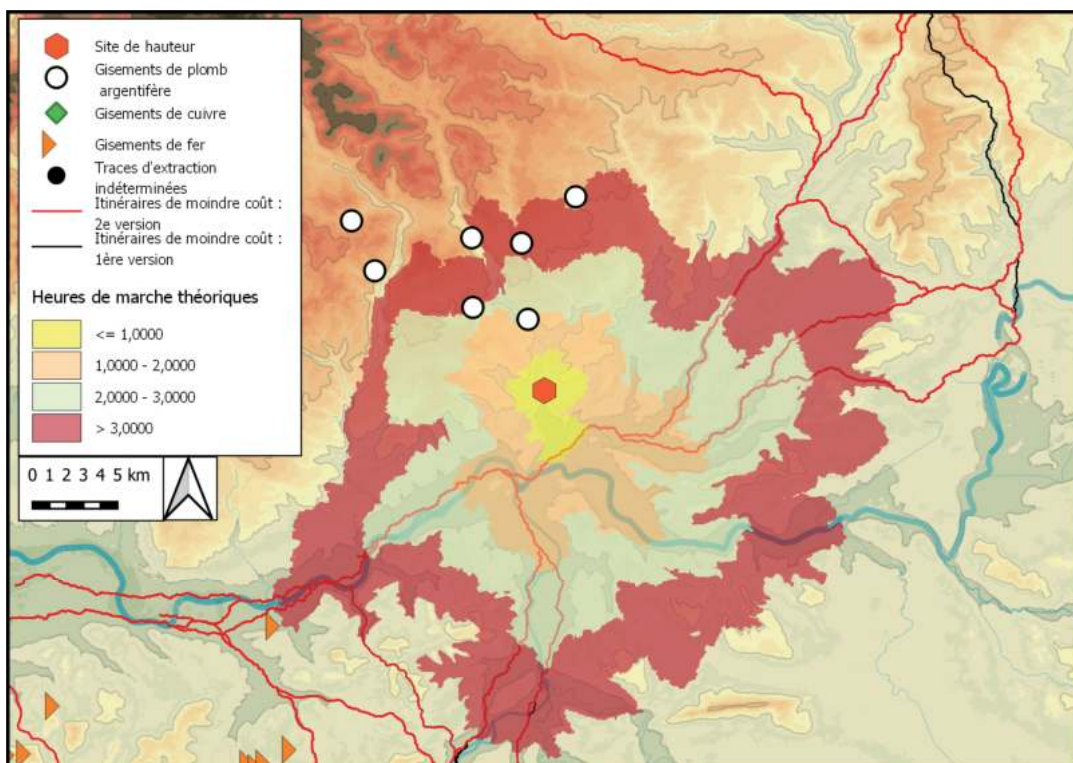 Site de hauteur
Gisements de plomb
argentifère
Gisements de cuivre
Gisements de fer
Traces d'extraction
indéterminées
Itinéraires de moindre coût :
2e version
Itinéraires de moindre coût :
1ère version
Heures de marche théoriques
<= 1,0000
1,0000 - 2,0000
2,0000 - 3,0000
> 3,0000
0 1 2 3 4 5 km